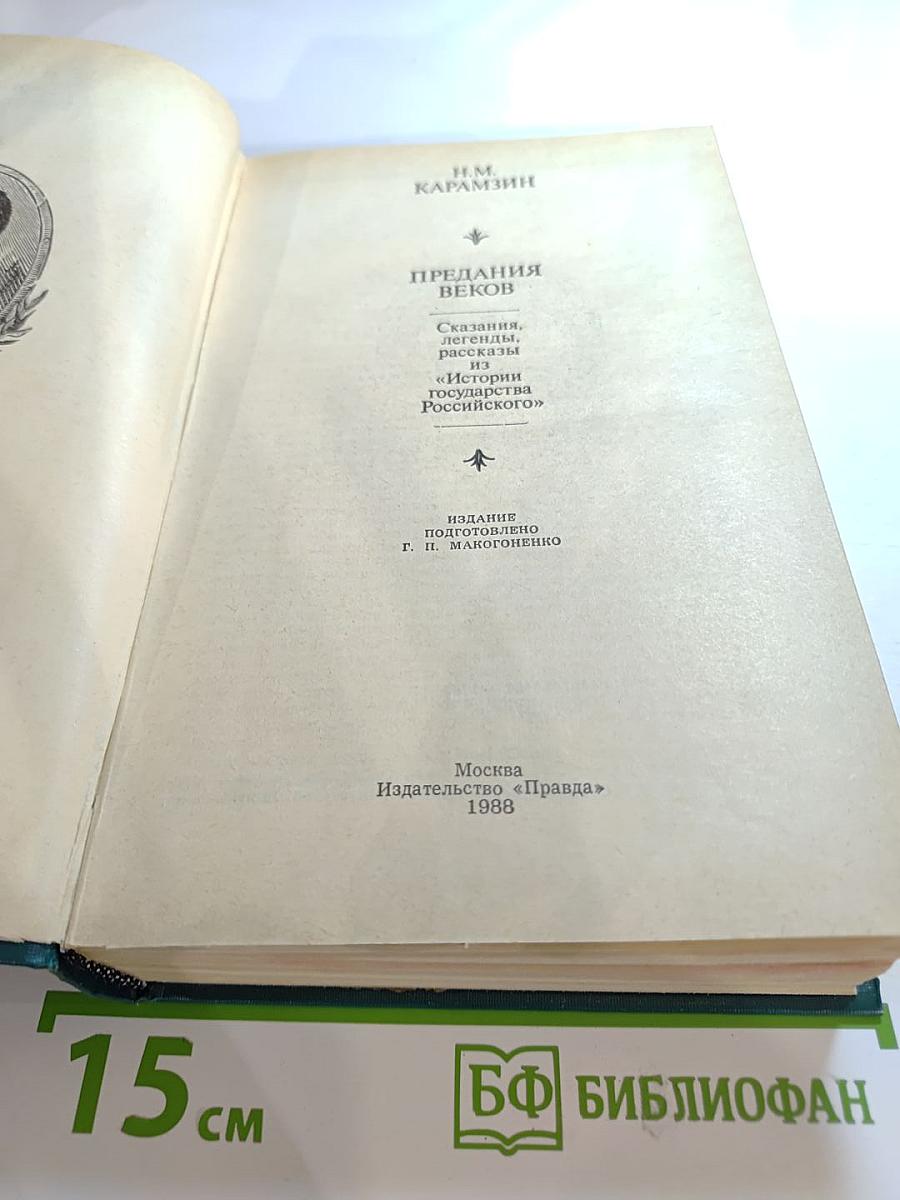 Н.М.
КАРАМЗИН
ПРЕДАНИЯ
ВЕКОВ
Сказания,
легенды,
рассказы
из
«Истории
государства
Российского»
ИЗДАНИЕ
ПОДГОТОВЛЕНО
Г. П. МАКОГОНЕНКО
Москва
Издательство «Правда»
1988
15 см
БФ БИБЛИОФАН